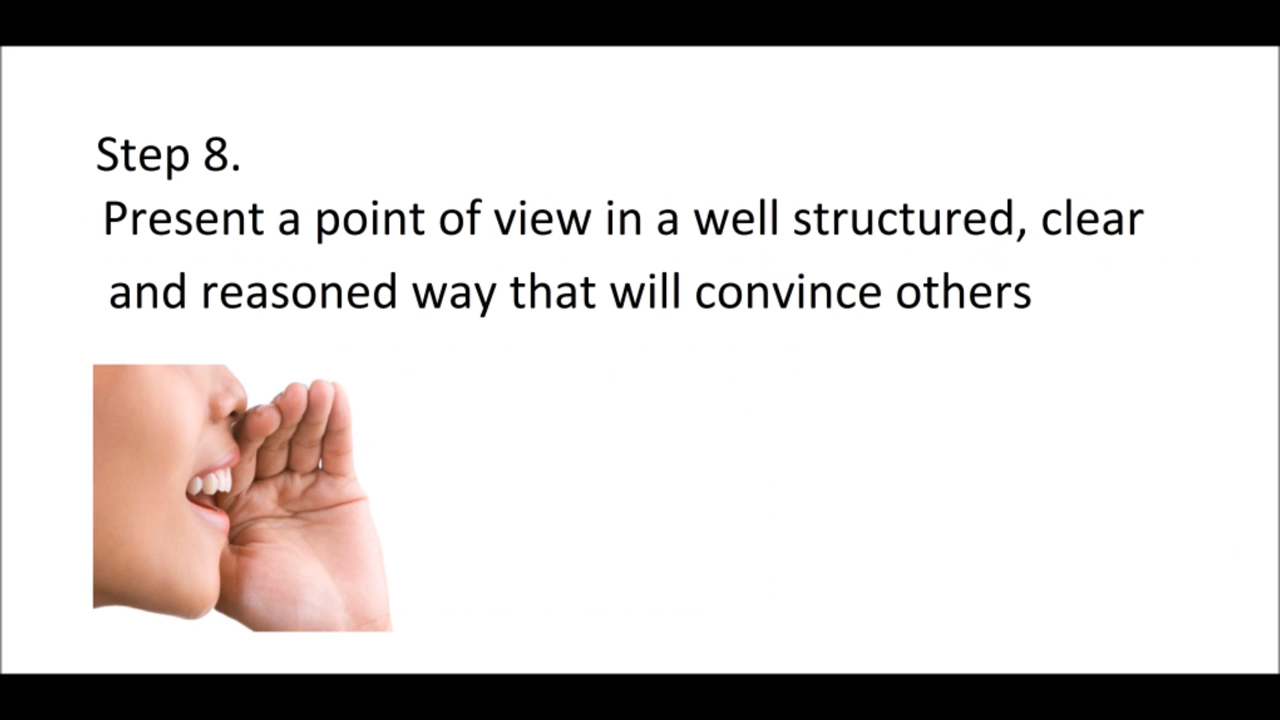 Step 8.
Present a point of view in a well structured, clear
and reasoned way that will convince others